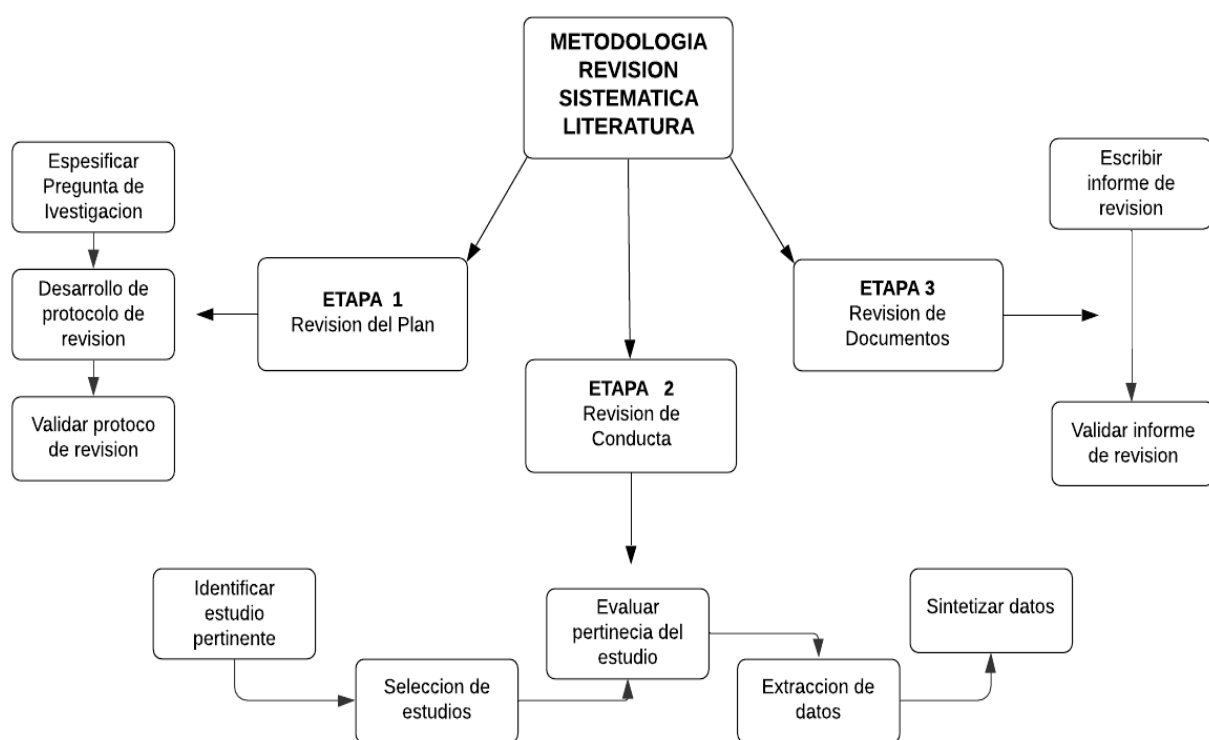 METODOLOGIA
REVISION
SISTEMATICA
LITERATURA
Espesificar
Pregunta de
Ivestigacion
Desarrollo de
protocolo de
revision
Validar protoco
de revision
ETAPA 1
Revision del Plan
ETAPA 2
Revision de
Conducta
ETAPA 3
Revision de
Documentos
Escribir
informe de
revision
Validar informe
de revision
Identificar
estudio
pertinente
Seleccion de
estudios
Evaluar
pertinecia del
estudio
Extraccion de
datos
Sintetizar datos